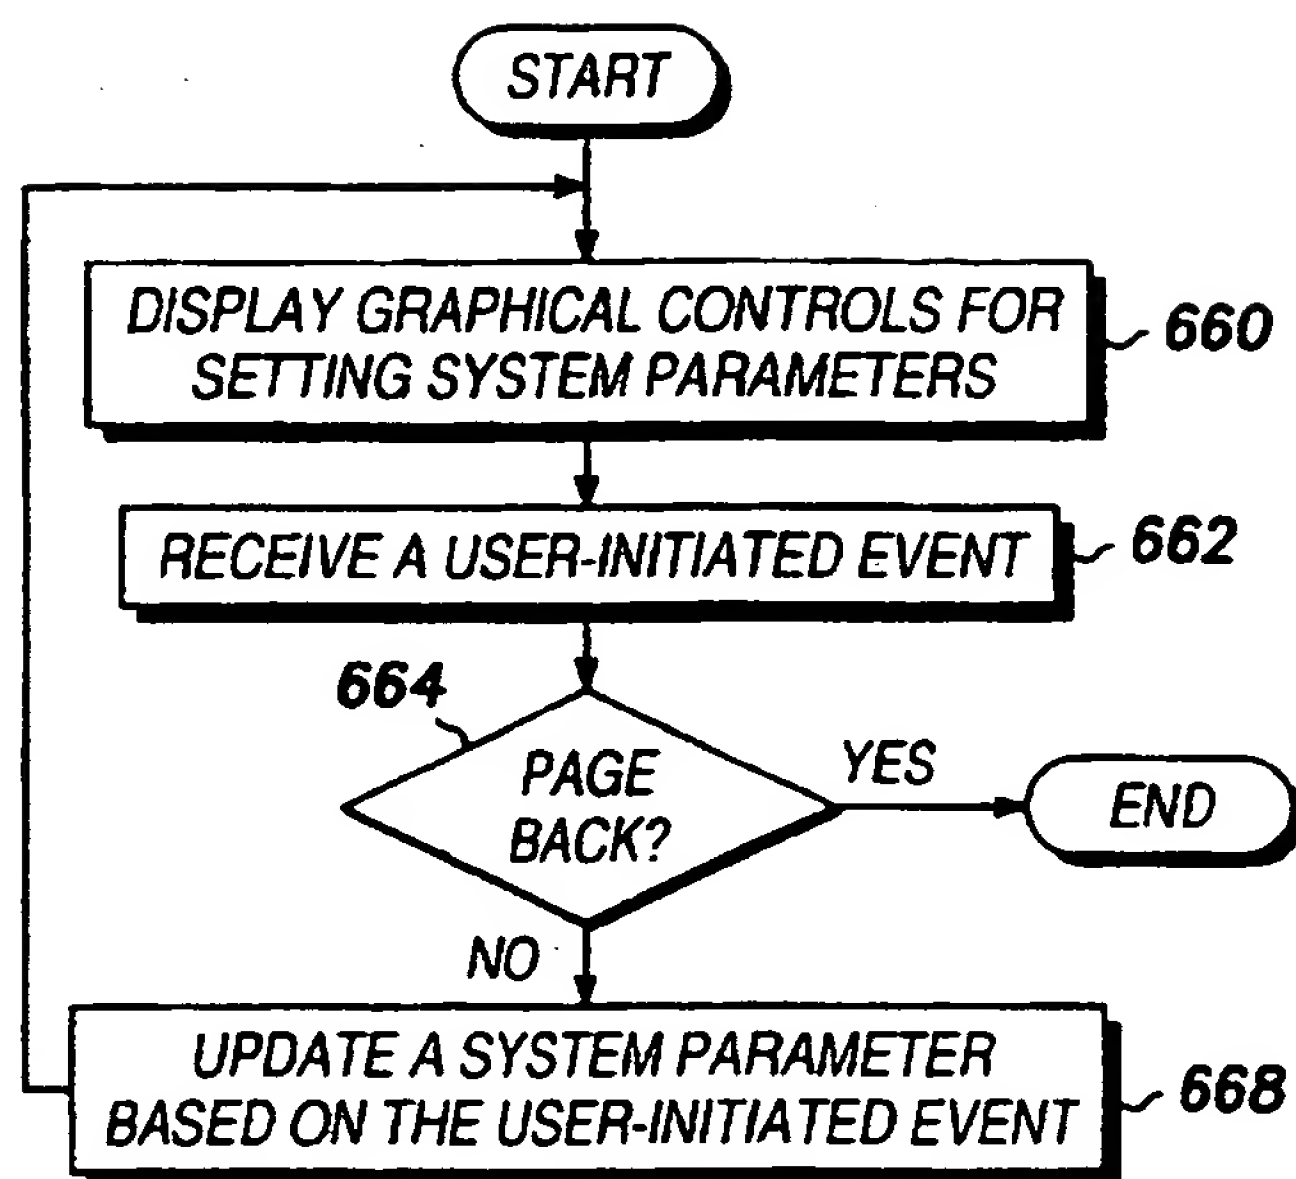 START
DISPLAY GRAPHICAL CONTROLS FOR
SETTING SYSTEM PARAMETERS
660
RECEIVE A USER-INITIATED EVENT
662
664
PAGE
BACK?
YES
END
NO
UPDATE A SYSTEM PARAMETER
BASED ON THE USER-INITIATED EVENT
668